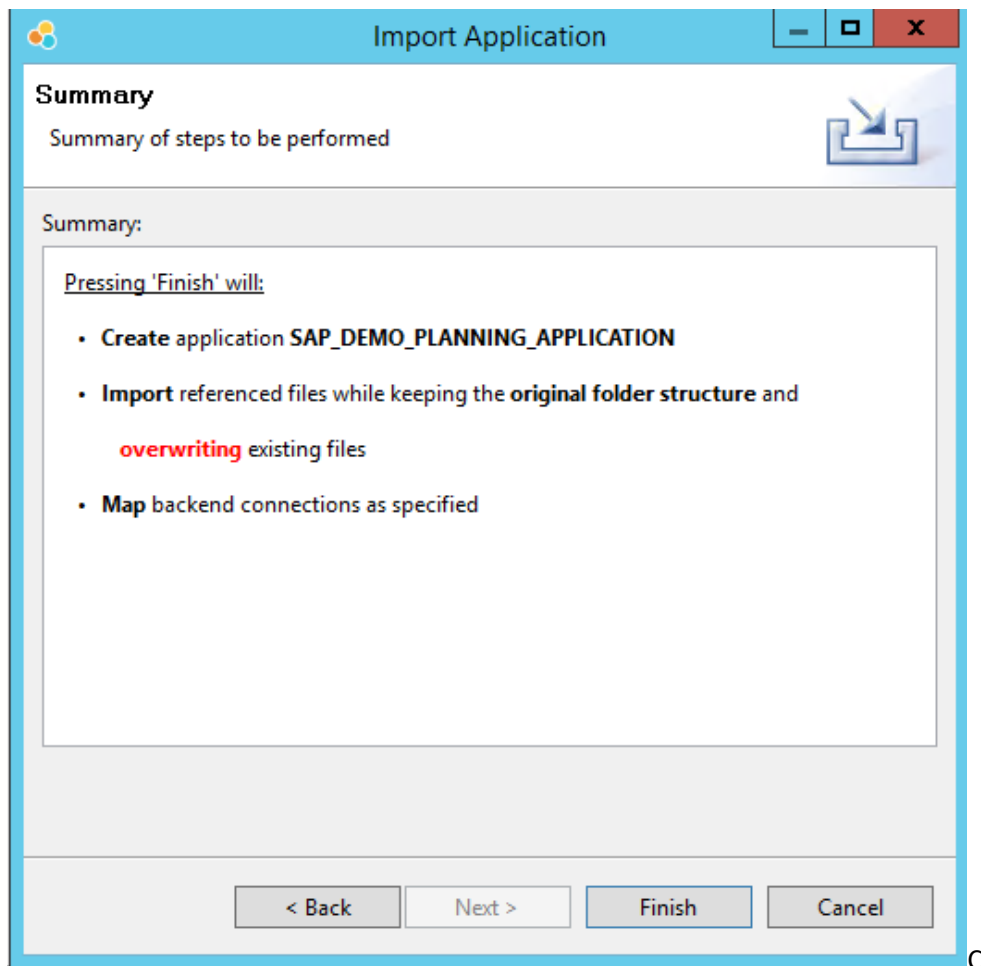 Import Application
Summary
Summary of steps to be performed
Summary:
Pressing 'Finish' will:
• Create application SAP_DEMO_PLANNING_APPLICATION
• Import referenced files while keeping the original folder structure and
overwriting existing files
• Map backend connections as specified
< Back Next > Finish Cancel